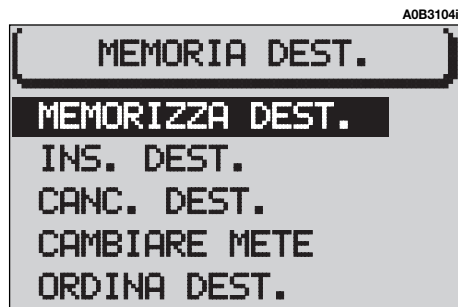 A0B3104i
MEMORIA DEST.
MEMORIZZA DEST.
INS. DEST.
CANC. DEST.
CAMBIARE METE
ORDINA DEST.